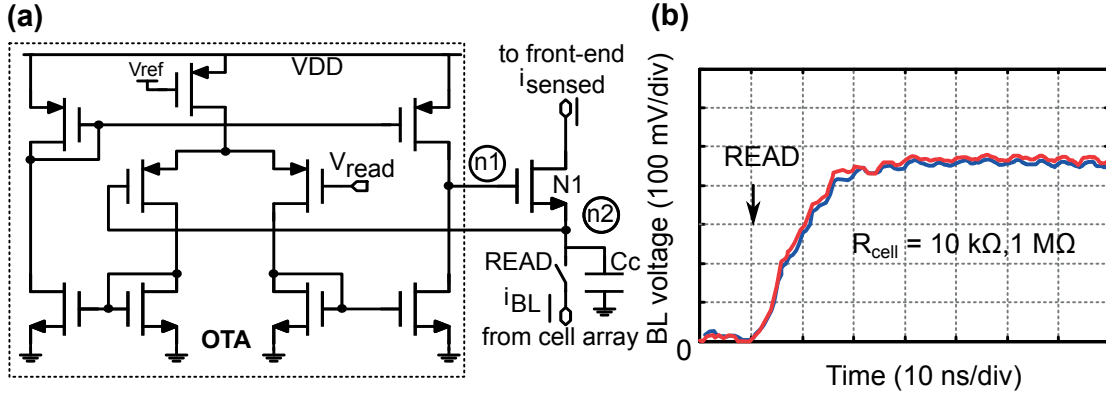 (a)
Vref
VDD
to front-end
isensed
Vread
n1
N1
n2
READ
Cc
iBL
from cell array
OTA
(b)
BL voltage (100 mV/div)
READ
Rcell = 10 kΩ,1 MΩ
0
Time (10 ns/div)